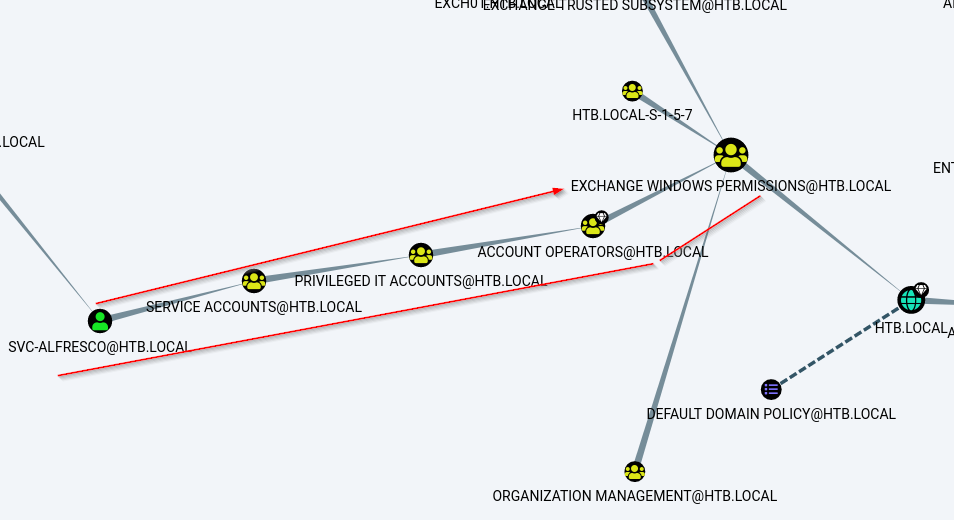 EXCHANGE TRUSTED SUBSYSTEM@HTB.LOCAL
HTB.LOCAL-S-1-5-7
.LOCAL
EXCHANGE WINDOWS PERMISSIONS@HTB.LOCAL
ACCOUNT OPERATORS@HTB.LOCAL
PRIVILEGED IT ACCOUNTS@HTB.LOCAL
SERVICE ACCOUNTS@HTB.LOCAL
SVC-ALFRESCO@HTB.LOCAL
HTB.LOCAL
DEFAULT DOMAIN POLICY@HTB.LOCAL
ORGANIZATION MANAGEMENT@HTB.LOCAL